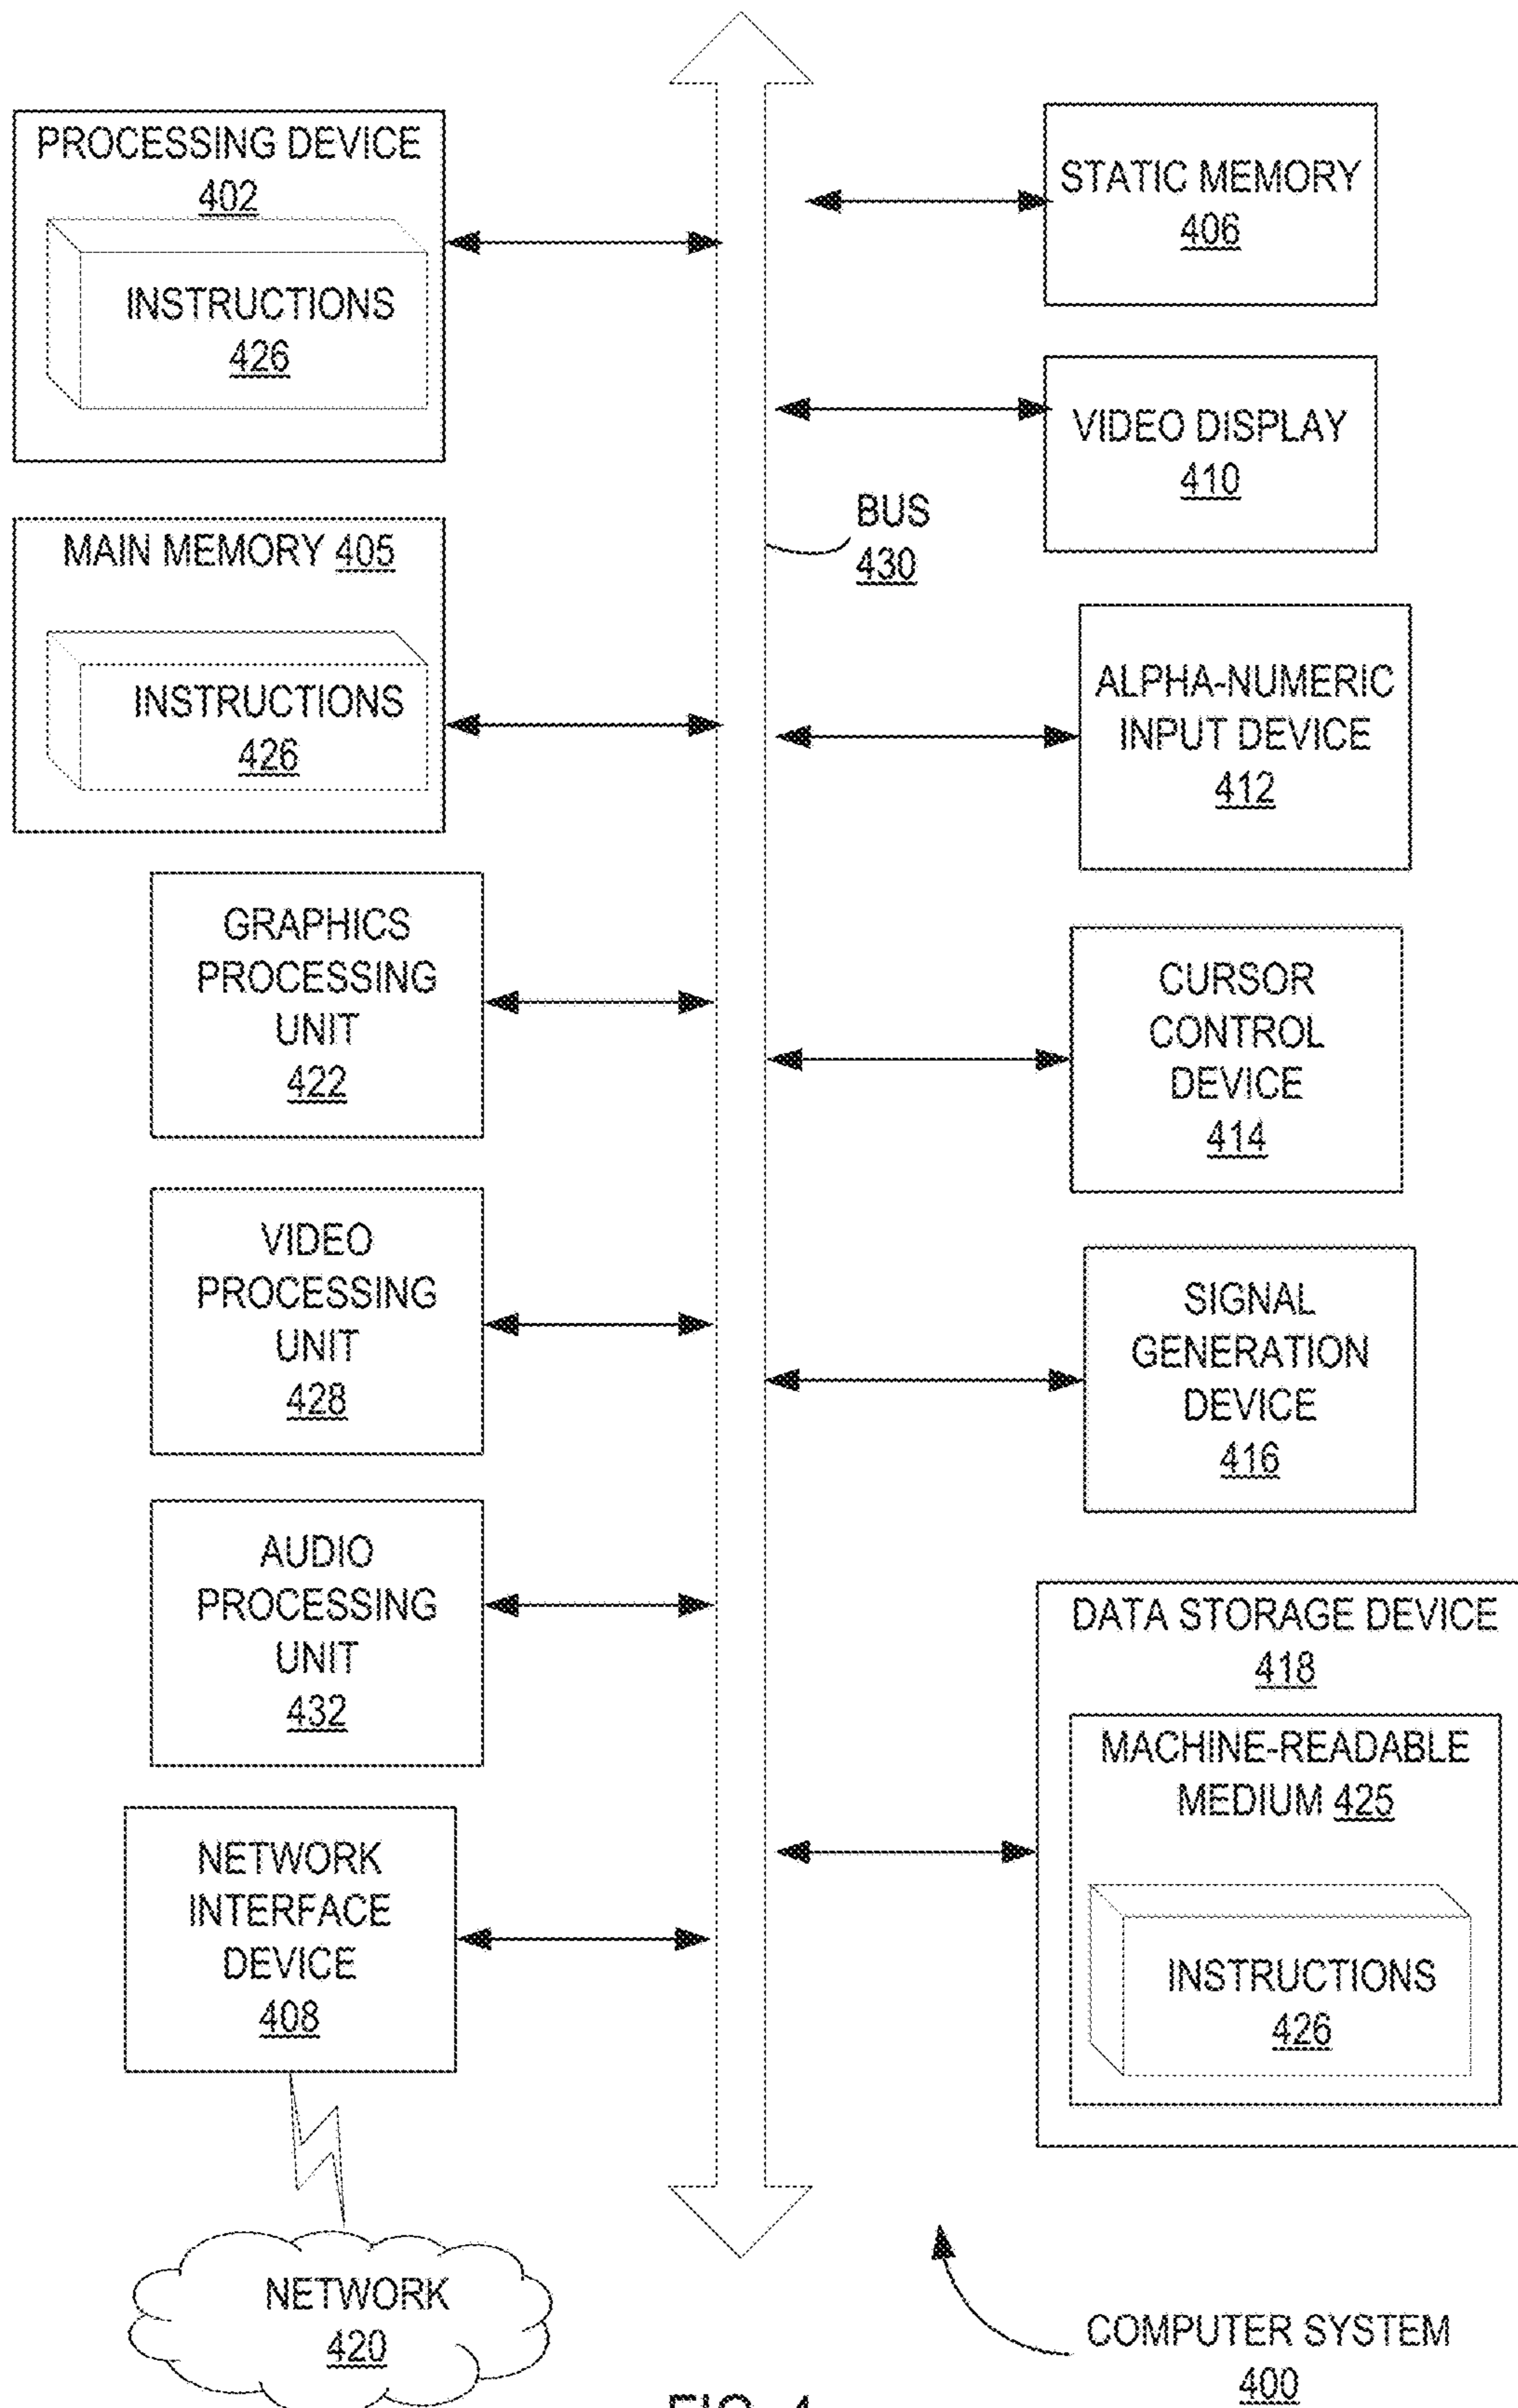 PROCESSING DEVICE
402
INSTRUCTIONS
426
MAIN MEMORY 405
INSTRUCTIONS
426
GRAPHICS
PROCESSING
UNIT
422
VIDEO
PROCESSING
UNIT
428
AUDIO
PROCESSING
UNIT
432
NETWORK
INTERFACE
DEVICE
408
NETWORK
420
BUS
430
STATIC MEMORY
406
VIDEO DISPLAY
410
ALPHA-NUMERIC
INPUT DEVICE
412
CURSOR
CONTROL
DEVICE
414
SIGNAL
GENERATION
DEVICE
416
DATA STORAGE DEVICE
418
MACHINE-READABLE
MEDIUM 425
INSTRUCTIONS
426
COMPUTER SYSTEM
400
FIG. 4